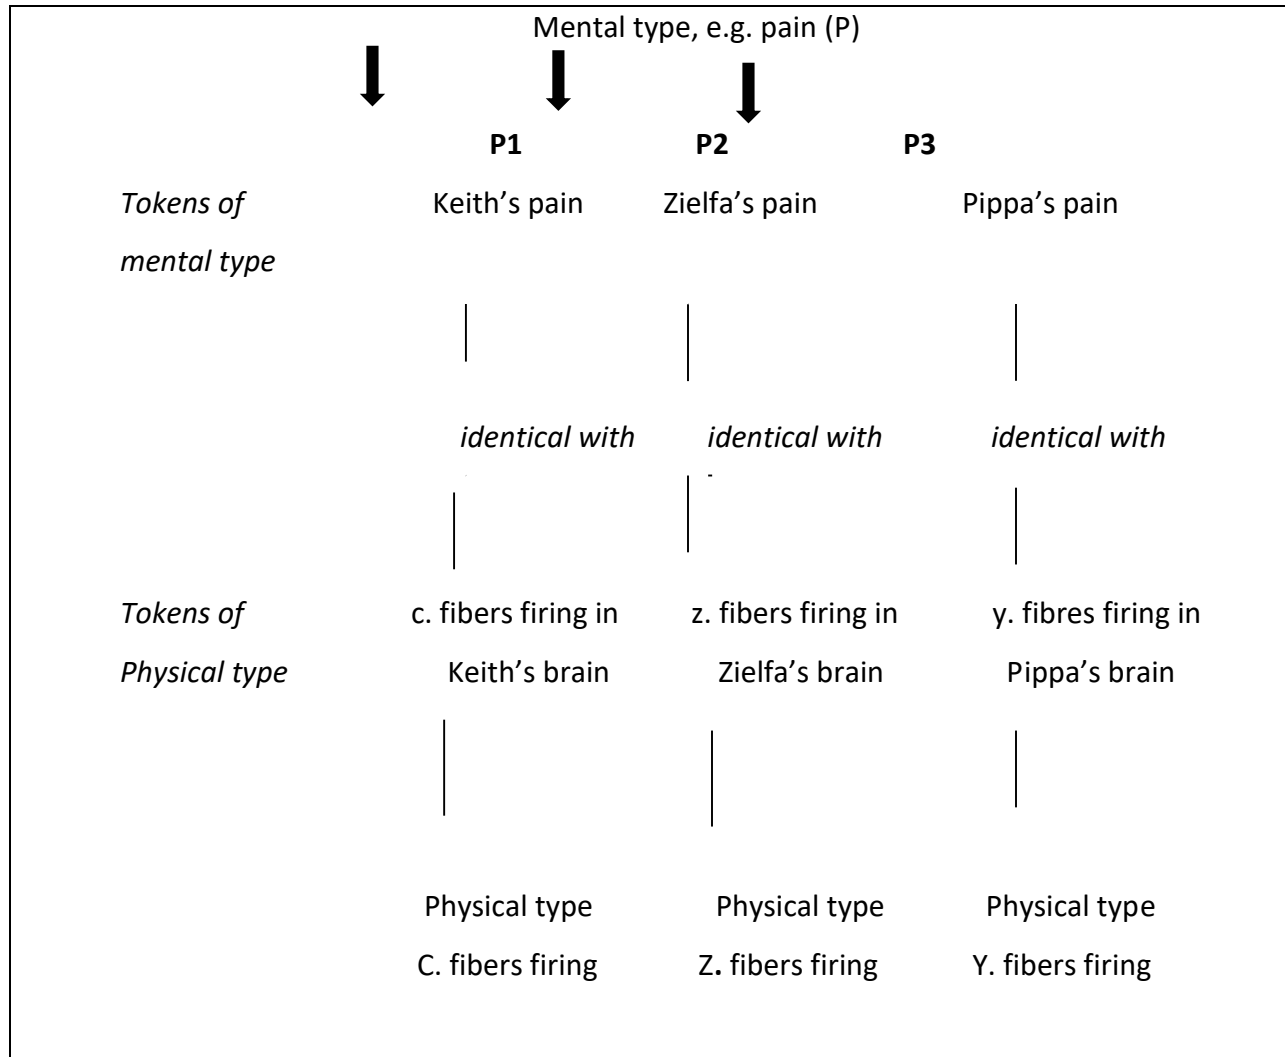 Mental type, e.g. pain (P)
P1 P2 P3
Tokens of Keith’s pain Zielfa’s pain Pippa’s pain
mental type
identical with identical with identical with
Tokens of c. fibers firing in z. fibers firing in y. fibres firing in
Physical type Keith’s brain Zielfa’s brain Pippa’s brain
Physical type Physical type Physical type
C. fibers firing Z. fibers firing Y. fibers firing